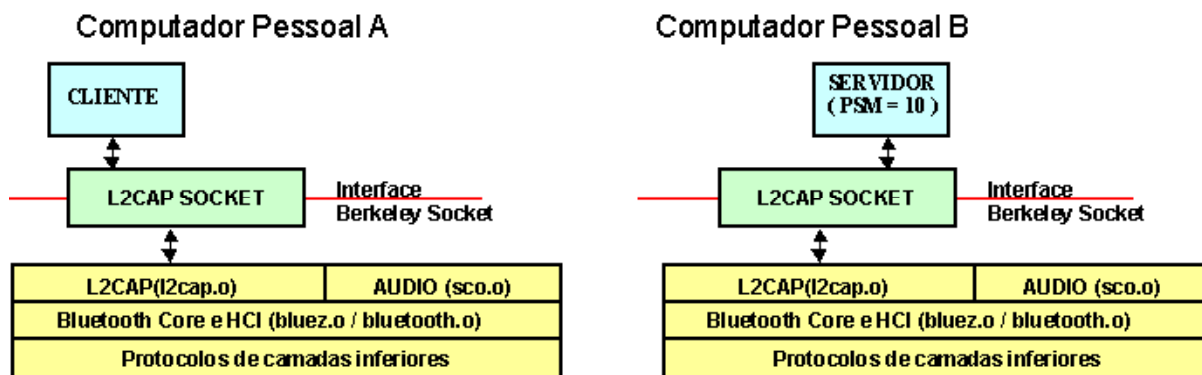 Computador Pessoal A
CLIENTE
L2CAP SOCKET
Interface
Berkeley Socket
L2CAP(l2cap.o)
AUDIO (sco.o)
Bluetooth Core e HCI (bluez.o / bluetooth.o)
Protocolos de camadas inferiores
Computador Pessoal B
SERVIDOR
( PSM = 10 )
L2CAP SOCKET
Interface
Berkeley Socket
L2CAP(l2cap.o)
AUDIO (sco.o)
Bluetooth Core e HCI (bluez.o / bluetooth.o)
Protocolos de camadas inferiores